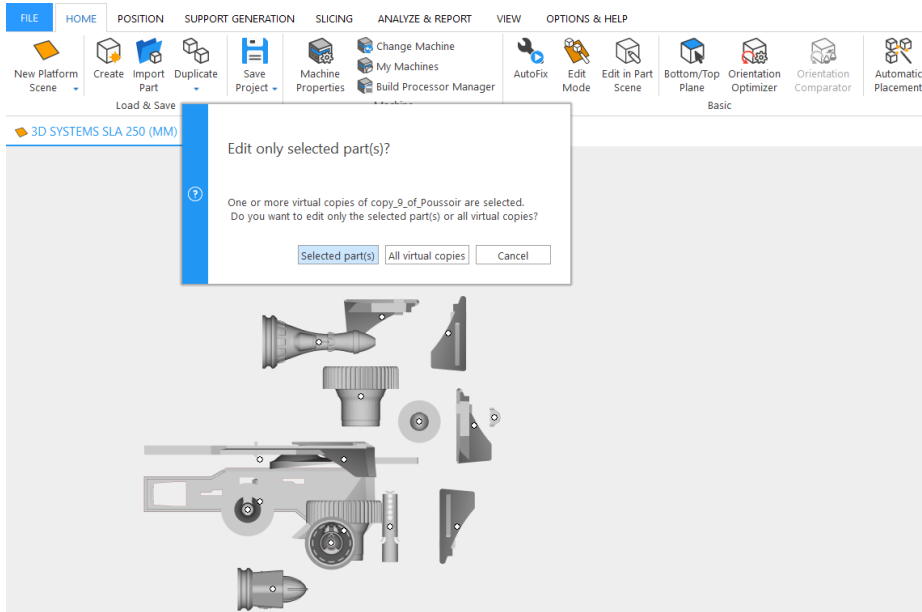 FILE HOME POSITION SUPPORT GENERATION SLICING ANALYZE & REPORT VIEW OPTIONS & HELP
New Platform Scene
Create
Import Part
Duplicate
Load & Save
Save Project
Machine Properties
Change Machine
My Machines
Build Processor Manager
Machine
AutoFix
Edit Mode
Edit in Part Scene
Bottom/Top Plane
Orientation Optimizer
Orientation Comparator
Automatic Placement
Basic
3D SYSTEMS SLA 250 (MM)
Edit only selected part(s)?
One or more virtual copies of copy_9_of_Poussoir are selected.
Do you want to edit only the selected part(s) or all virtual copies?
Selected part(s) All virtual copies Cancel